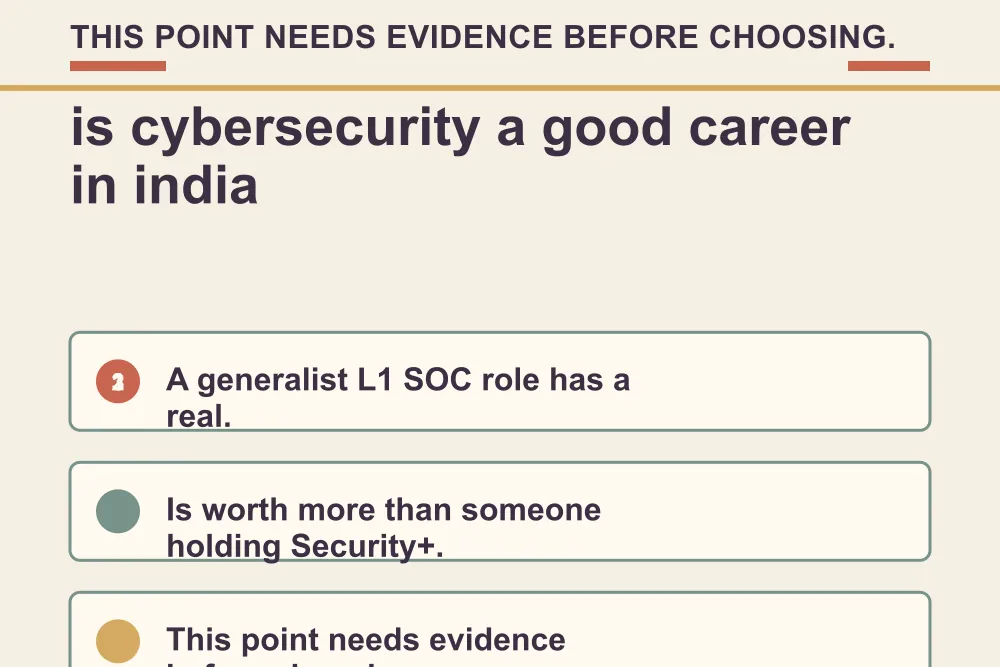 THIS POINT NEEDS EVIDENCE BEFORE CHOOSING.
is cybersecurity a good career
in india
A generalist L1 SOC role has a
real.
Is worth more than someone
holding Security+.
This point needs evidence